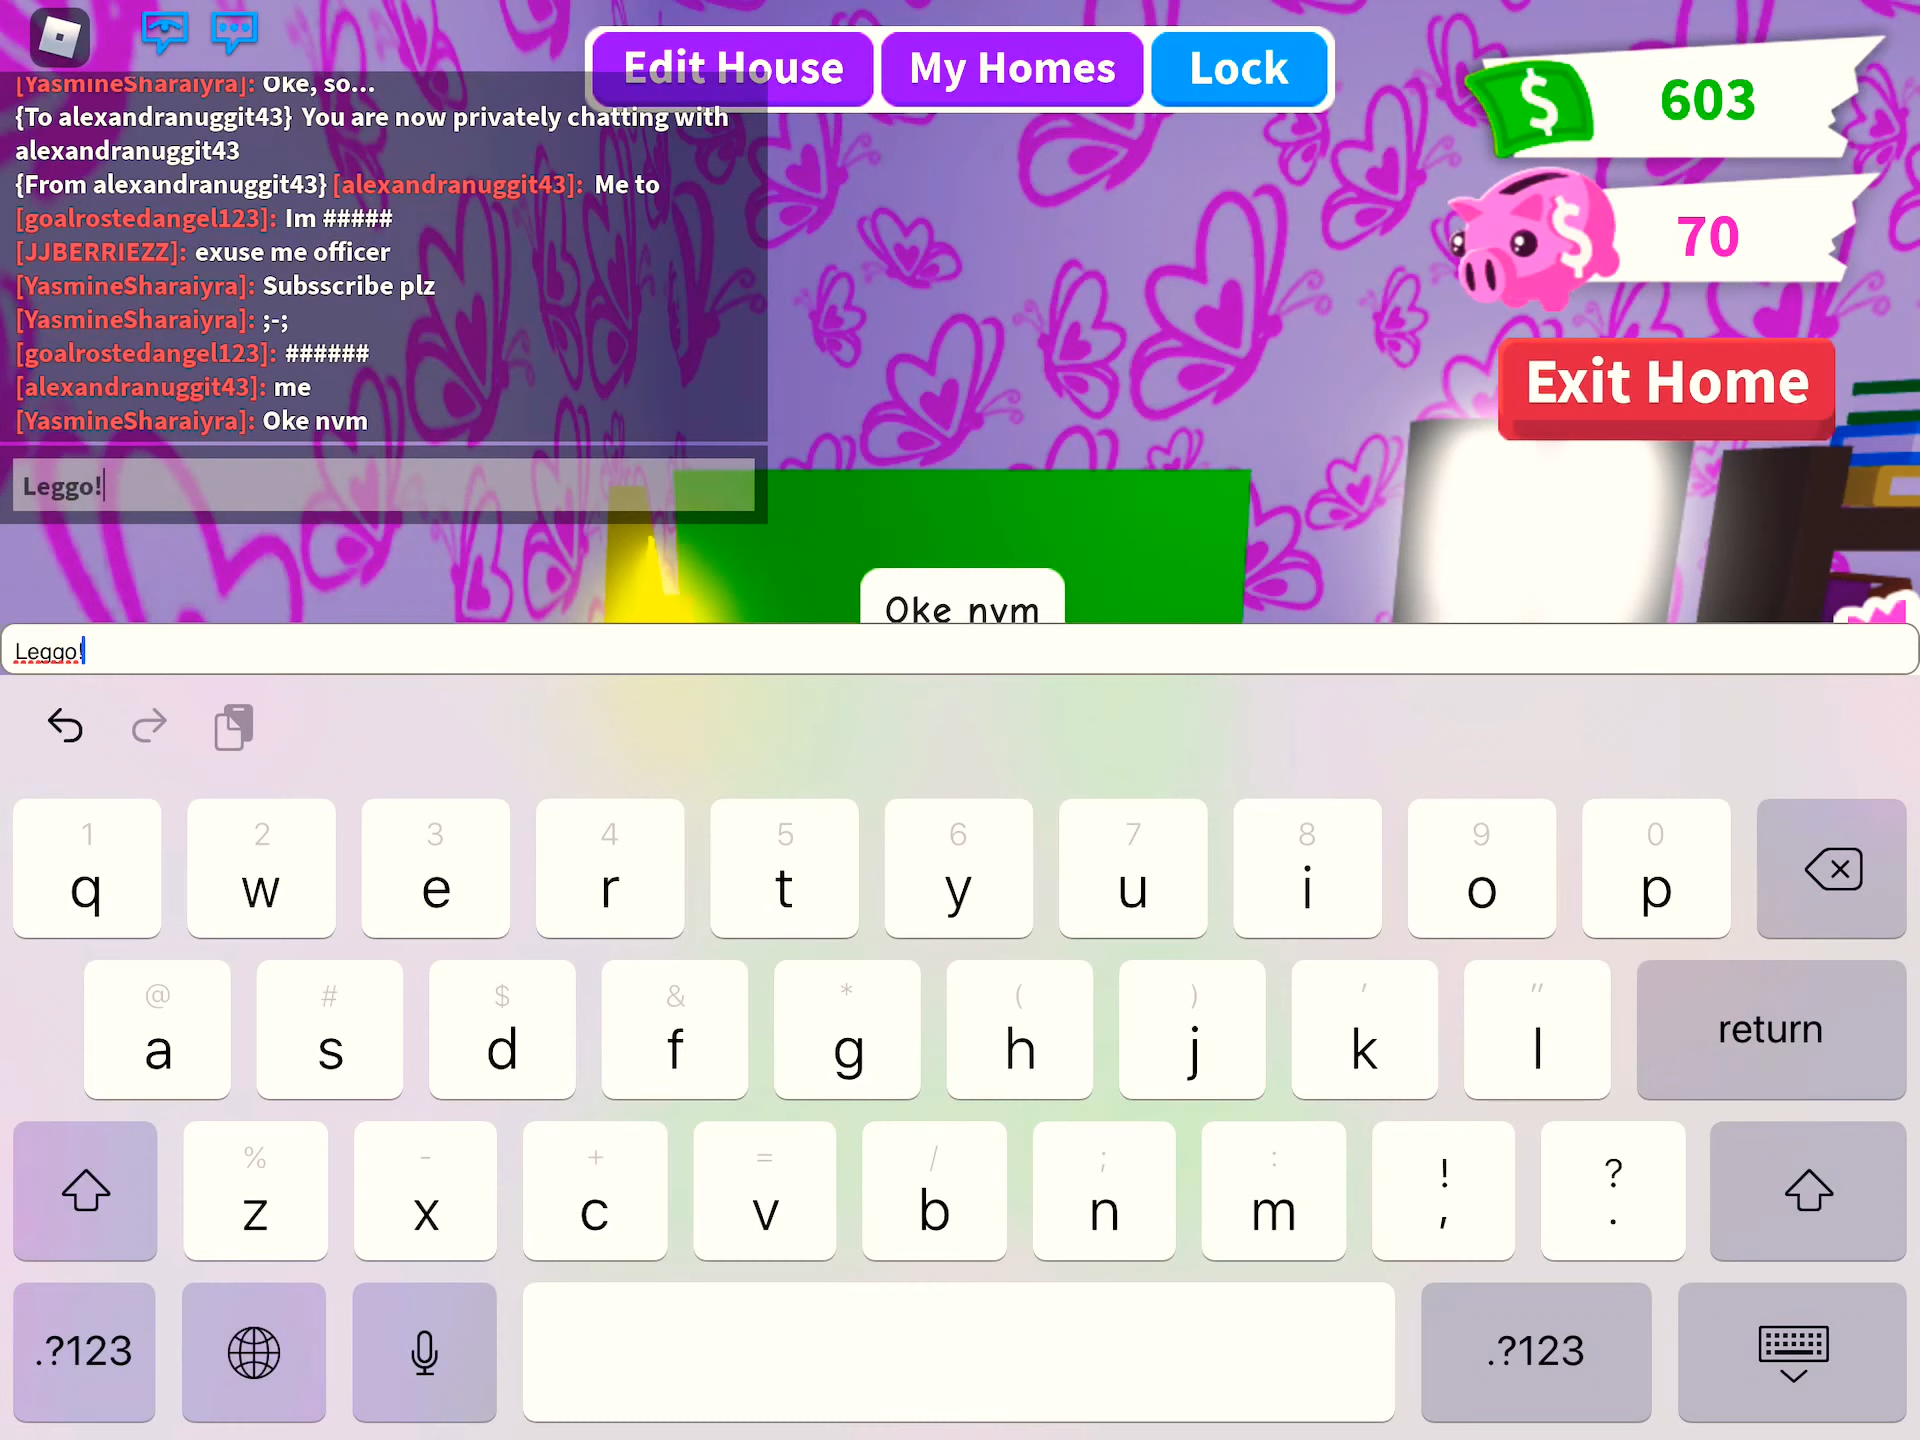 Edit House My Homes Lock
603
70
Exit Home
[YasmineSharaiyra]: Oke, so...
{To alexandranuggit43} You are now privately chatting with
alexandranuggit43
{From alexandranuggit43} [alexandranuggit43]: Me to
[goalrostedangel123]: Im #####
[JJBERRIEZZ]: exuse me officer
[YasmineSharaiyra]: Subsscribe plz
[YasmineSharaiyra]: ;-;
[goalrostedangel123]: ######
[alexandranuggit43]: me
[YasmineSharaiyra]: Oke nvm
Leggo!
Oke nvm
Leggo!
1 2 3 4 5 6 7 8 9 0
q w e r t y u i o p
@ # $ & * ( ) ' "
a s d f g h j k l return
% - + = / ; : ! ?
z x c v b n m , .
.?123 .?123